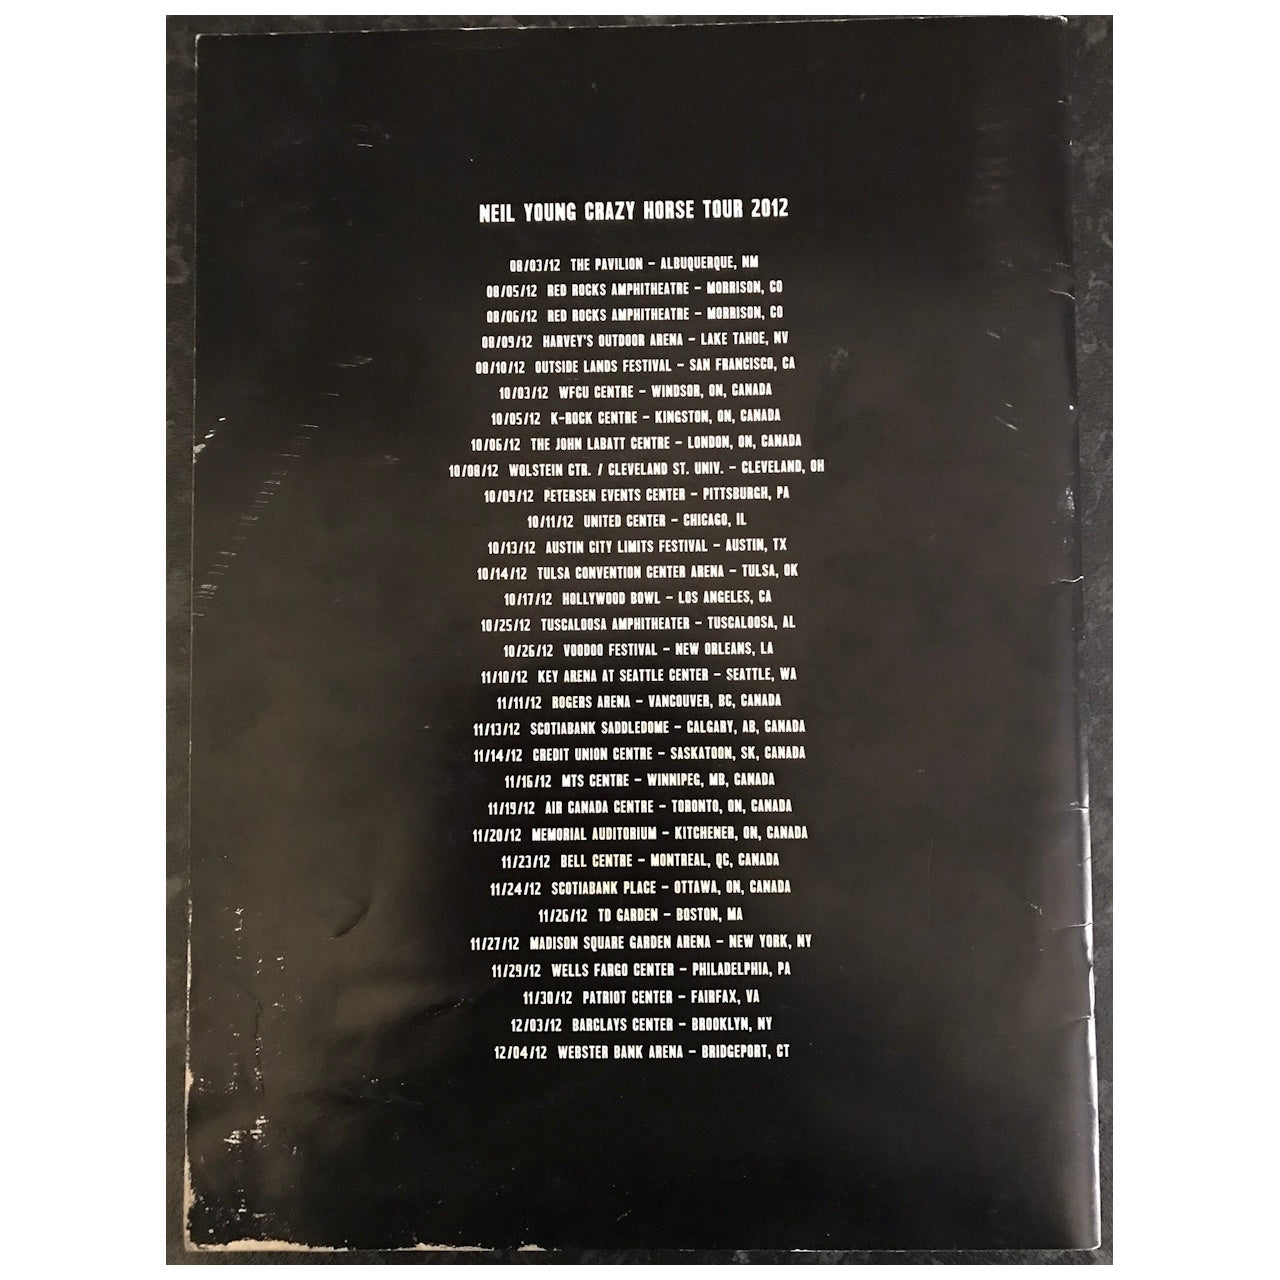 NEIL YOUNG CRAZY HORSE TOUR 2012
08/03/12 THE PAVILION – ALBUQUERQUE, NM
08/05/12 RED ROCKS AMPHITHEATRE – MORRISON, CO
08/06/12 RED ROCKS AMPHITHEATRE – MORRISON, CO
08/09/12 HARVEY'S OUTDOOR ARENA – LAKE TAHOE, NV
08/10/12 OUTSIDE LANDS FESTIVAL – SAN FRANCISCO, CA
10/03/12 WFCU CENTRE – WINDSOR, ON, CANADA
10/05/12 K-ROCK CENTRE – KINGSTON, ON, CANADA
10/06/12 THE JOHN LABATT CENTRE – LONDON, ON, CANADA
10/08/12 WOLSTEIN CTR. / CLEVELAND ST. UNIV. – CLEVELAND, OH
10/09/12 PETERSEN EVENTS CENTER – PITTSBURGH, PA
10/11/12 UNITED CENTER – CHICAGO, IL
10/13/12 AUSTIN CITY LIMITS FESTIVAL – AUSTIN, TX
10/14/12 TULSA CONVENTION CENTER ARENA – TULSA, OK
10/17/12 HOLLYWOOD BOWL – LOS ANGELES, CA
10/25/12 TUSCALOOSA AMPHITHEATER – TUSCALOOSA, AL
10/26/12 VOODOO FESTIVAL – NEW ORLEANS, LA
11/10/12 KEY ARENA AT SEATTLE CENTER – SEATTLE, WA
11/11/12 ROGERS ARENA – VANCOUVER, BC, CANADA
11/13/12 SCOTIABANK SADDLEDOME – CALGARY, AB, CANADA
11/14/12 CREDIT UNION CENTRE – SASKATOON, SK, CANADA
11/16/12 MTS CENTRE – WINNIPEG, MB, CANADA
11/19/12 AIR CANADA CENTRE – TORONTO, ON, CANADA
11/20/12 MEMORIAL AUDITORIUM – KITCHENER, ON, CANADA
11/23/12 BELL CENTRE – MONTREAL, QC, CANADA
11/24/12 SCOTIABANK PLACE – OTTAWA, ON, CANADA
11/26/12 TD GARDEN – BOSTON, MA
11/27/12 MADISON SQUARE GARDEN ARENA – NEW YORK, NY
11/29/12 WELLS FARGO CENTER – PHILADELPHIA, PA
11/30/12 PATRIOT CENTER – FAIRFAX, VA
12/03/12 BARCLAYS CENTER – BROOKLYN, NY
12/04/12 WEBSTER BANK ARENA – BRIDGEPORT, CT